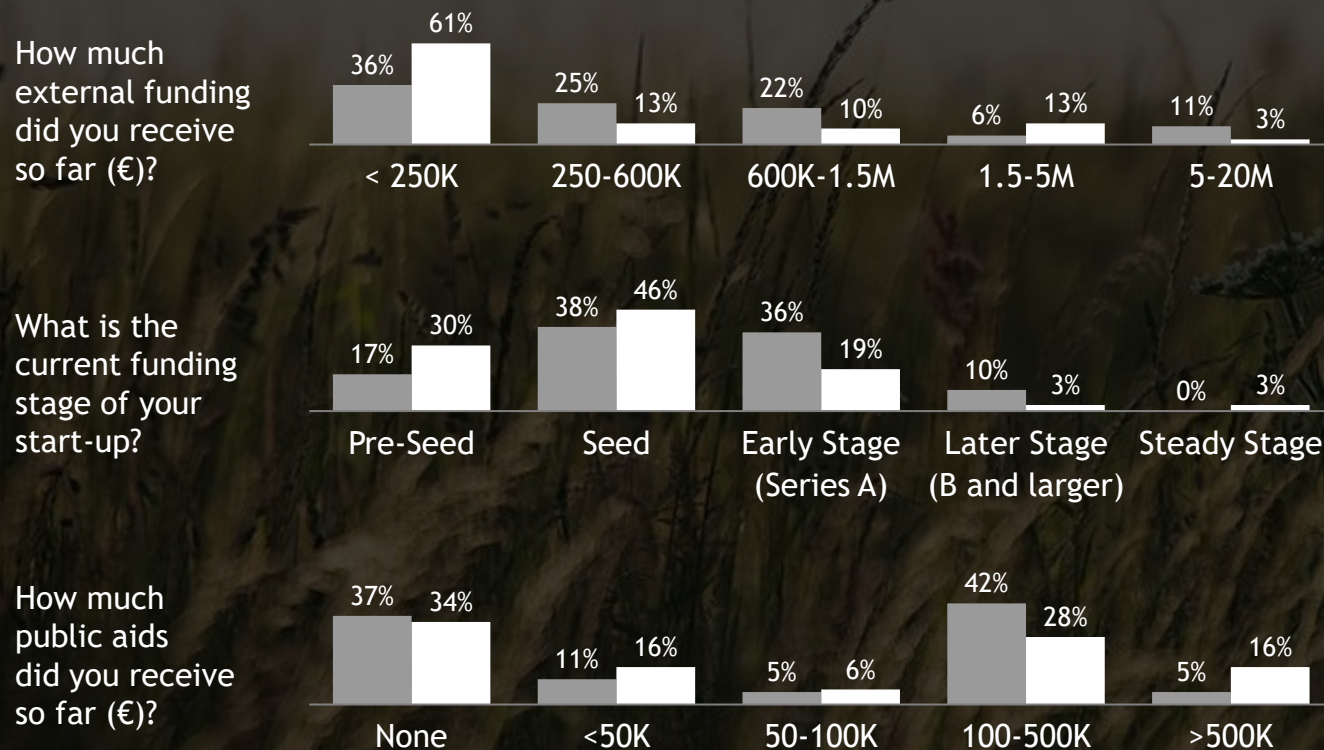 How much
external funding
did you receive
so far (€)?
36% 61% 25% 13% 22% 10% 6% 13% 11% 3%
< 250K 250-600K 600K-1.5M 1.5-5M 5-20M
What is the
current funding
stage of your
start-up?
17% 30% 38% 46% 36% 19% 10% 3% 0% 3%
Pre-Seed Seed Early Stage Later Stage Steady Stage
(Series A) (B and larger)
How much
public aids
did you receive
so far (€)?
37% 34% 11% 16% 5% 6% 42% 28% 5% 16%
None <50K 50-100K 100-500K >500K